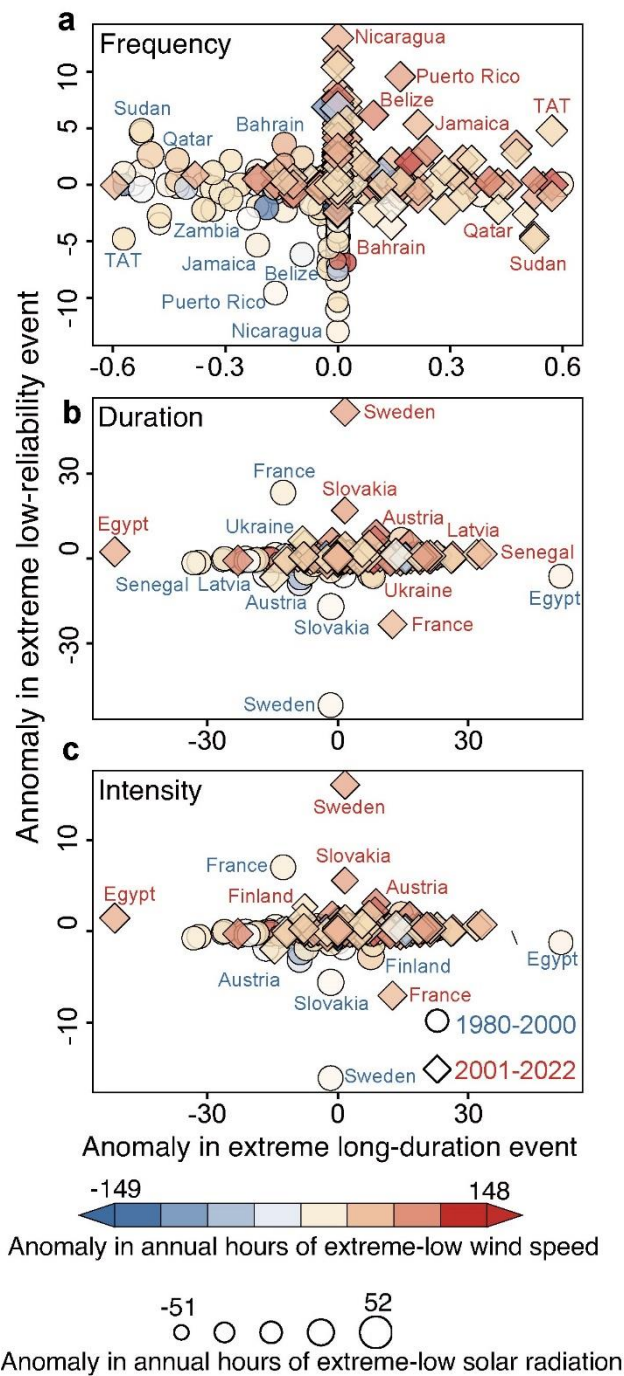 a
Frequency
Nicaragua
Puerto Rico
Belize
TAT
Jamaica
Sudan
Qatar
Bahrain
Zambia
TAT
Jamaica
Belize
Puerto Rico
Nicaragua
Bahrain
Qatar
Sudan
10
5
0
-5
-10
-0.6
-0.3
0.0
0.3
0.6
Annomaly in extreme low-reliability event
b
Duration
Sweden
France
Slovakia
Egypt
Ukraine
Austria
Latvia
Senegal
Senegal
Latvia
Austria
Ukraine
Egypt
Slovakia
France
Sweden
30
0
-30
-30
0
30
c
Intensity
Sweden
France
Slovakia
Egypt
Finland
Austria
Austria
Finland
Egypt
Slovakia
France
1980-2000
2001-2022
Sweden
10
0
-10
-30
0
30
Anomaly in extreme long-duration event
-149
148
Anomaly in annual hours of extreme-low wind speed
-51
52
Anomaly in annual hours of extreme-low solar radiation